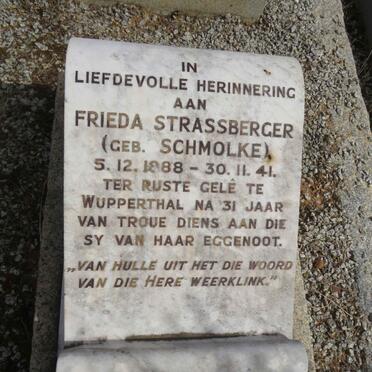 IN
LIEFDEVOLLE HERINNERING
AAN
FRIEDA STRASSBERGER
(GEB. SCHMOLKE)
5.12.1888 - 30.11.41.
TER RUSTE GELÊ TE
WUPPERTHAL NA 31 JAAR
VAN TROUE DIENS AAN DIE
SY VAN HAAR EGGENOOT.
„VAN HULLE UIT HET DIE WOORD
VAN DIE HERE WEERKLINK."